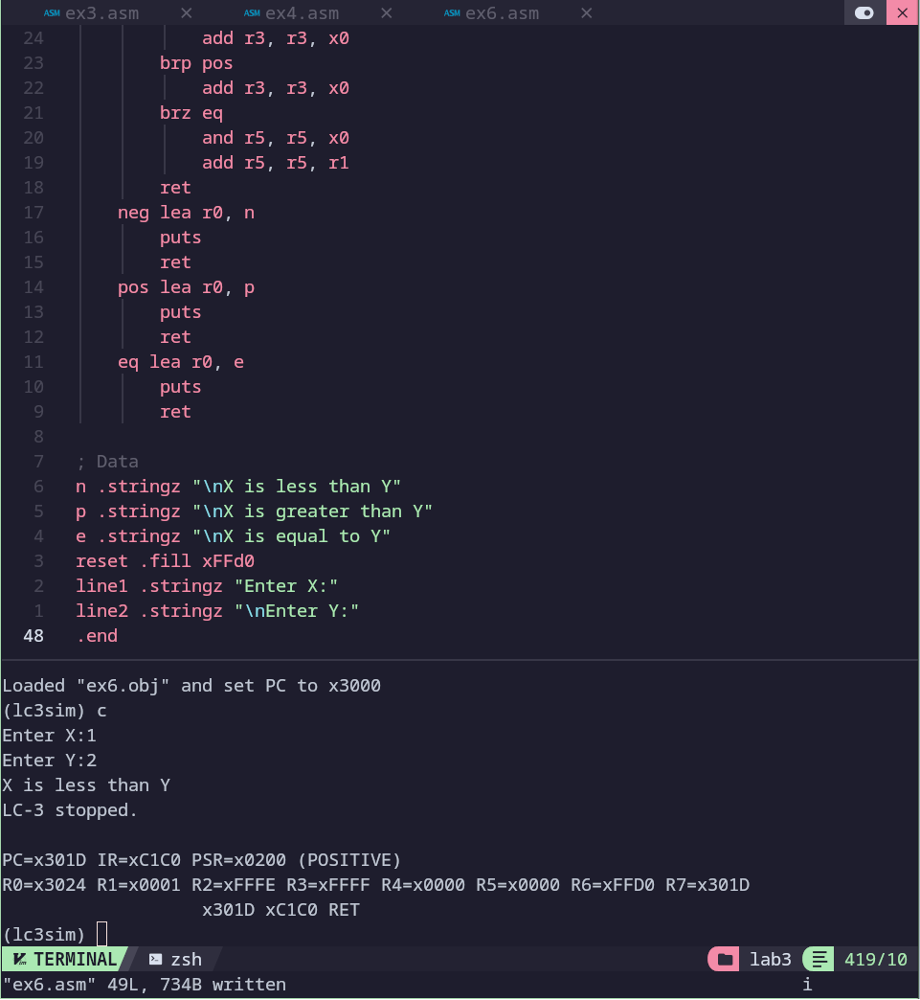 ASM ex3.asm × ASM ex4.asm × ASM ex6.asm × ×
24 add r3, r3, x0
23 brp pos
22 add r3, r3, x0
21 brz eq
20 and r5, r5, x0
19 add r5, r5, r1
18 ret
17 neg lea r0, n
16 puts
15 ret
14 pos lea r0, p
13 puts
12 ret
11 eq lea r0, e
10 puts
9 ret
8
7 ; Data
6 n .stringz "\nX is less than Y"
5 p .stringz "\nX is greater than Y"
4 e .stringz "\nX is equal to Y"
3 reset .fill xFFd0
2 line1 .stringz "Enter X:"
1 line2 .stringz "\nEnter Y:"
48 .end
Loaded "ex6.obj" and set PC to x3000
(lc3sim) c
Enter X:1
Enter Y:2
X is less than Y
LC-3 stopped.
PC=x301D IR=xC1C0 PSR=x0200 (POSITIVE)
R0=x3024 R1=x0001 R2=xFFFE R3=xFFFF R4=x0000 R5=x0000 R6=xFFD0 R7=x301D
x301D xC1C0 RET
(lc3sim)
TERMINAL zsh lab3 419/10
"ex6.asm" 49L, 734B written i